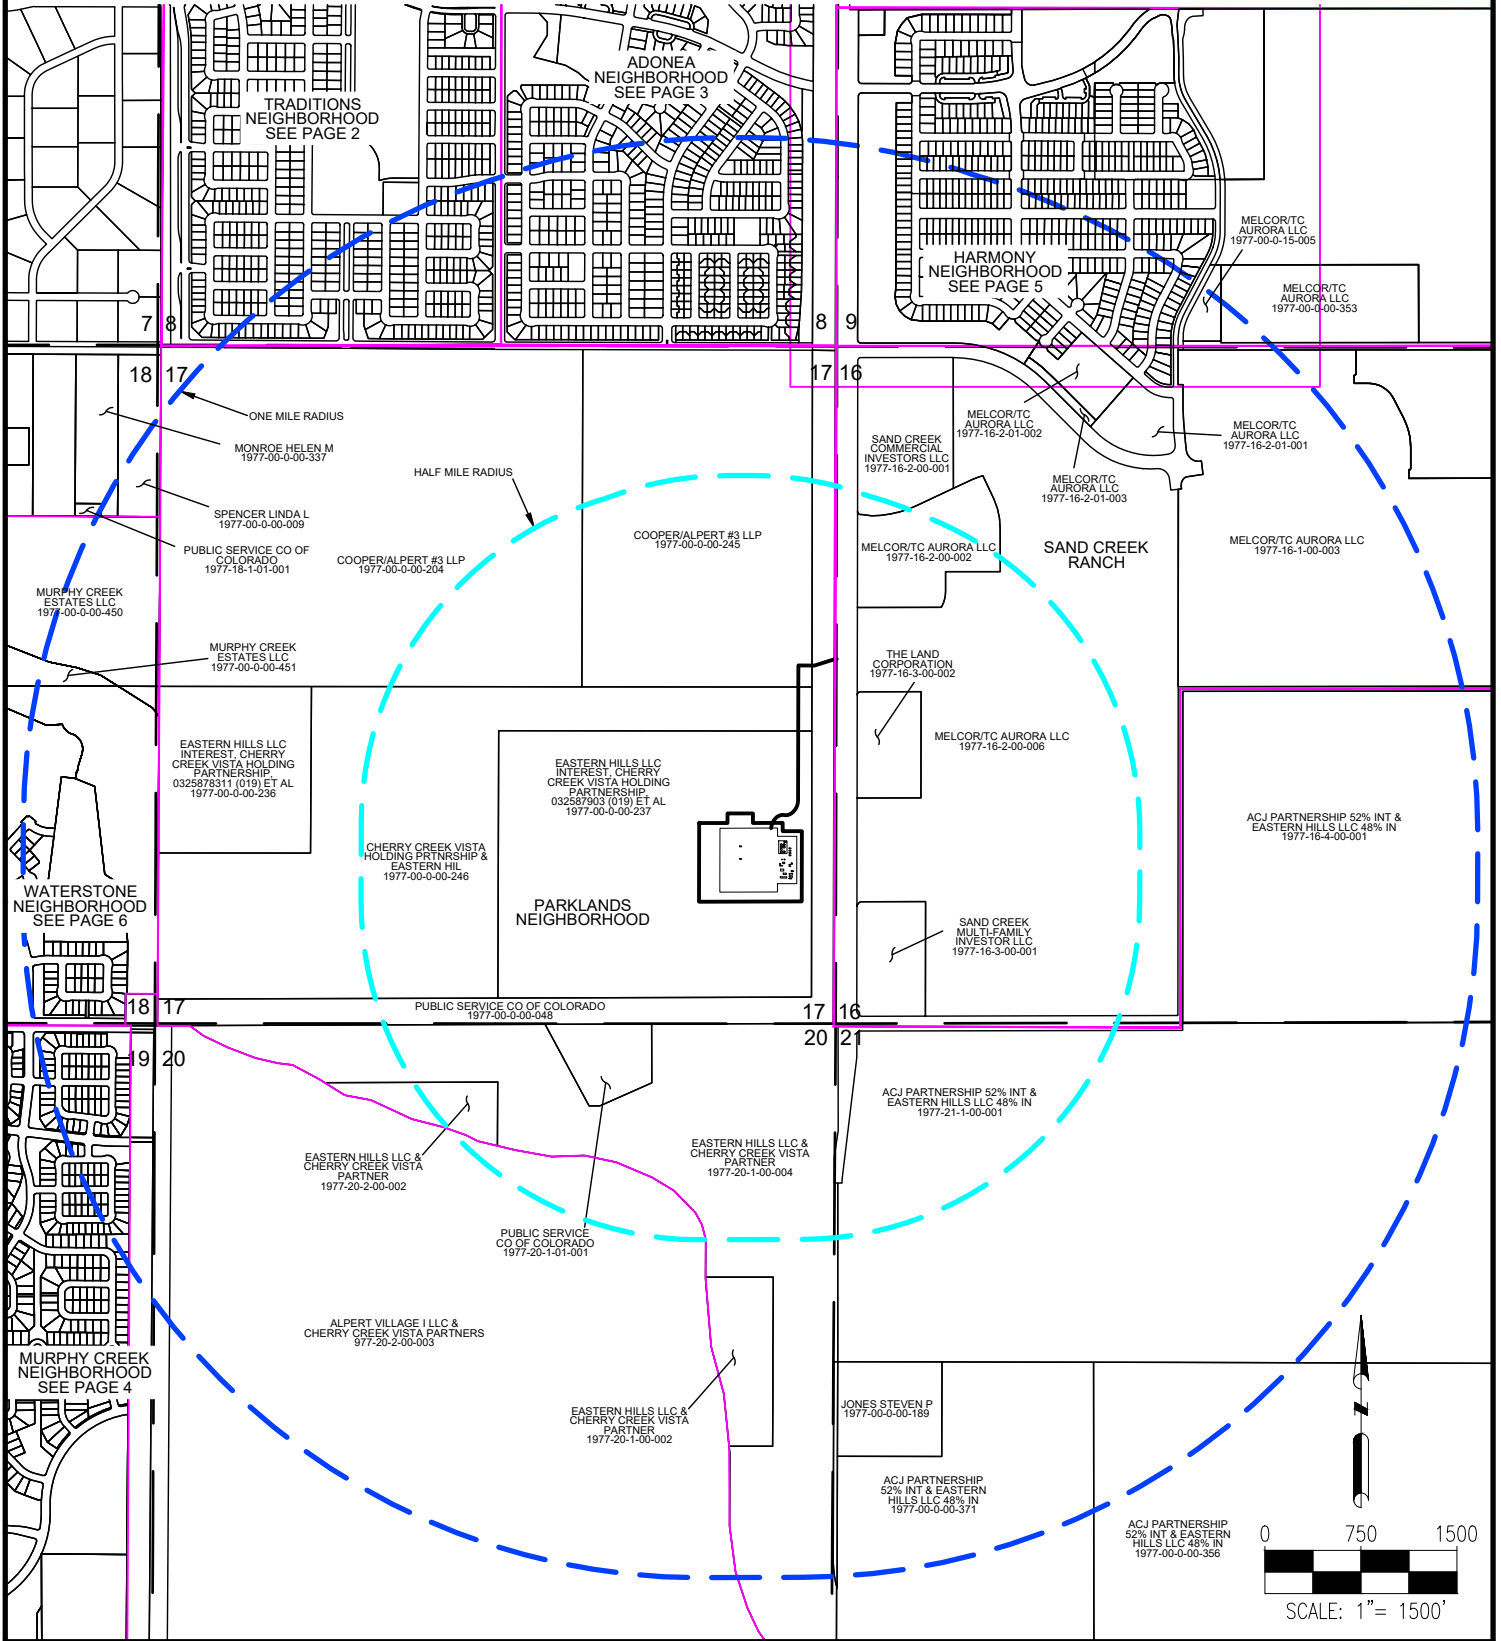 TRADITIONS
NEIGHBORHOOD
SEE PAGE 2
ADONEA
NEIGHBORHOOD
SEE PAGE 3
HARMONY
NEIGHBORHOOD
SEE PAGE 5
MELCOR/TC
AURORA LLC
1977-00-0-15-005
MELCOR/TC
AURORA LLC
1977-00-0-00-353
7 8
8 9
18 17
17 16
ONE MILE RADIUS
MONROE HELEN M
1977-00-0-00-337
SPENCER LINDA L
1977-00-0-00-009
PUBLIC SERVICE CO OF
COLORADO
1977-18-1-01-001
MURPHY CREEK
ESTATES LLC
1977-00-0-00-450
MURPHY CREEK
ESTATES LLC
1977-00-0-00-451
HALF MILE RADIUS
COOPER/ALPERT #3 LLP
1977-00-0-00-204
COOPER/ALPERT #3 LLP
1977-00-0-00-245
SAND CREEK
COMMERCIAL
INVESTORS LLC
1977-16-2-00-001
MELCOR/TC
AURORA LLC
1977-16-2-01-002
MELCOR/TC
AURORA LLC
1977-16-2-01-003
MELCOR/TC
AURORA LLC
1977-16-2-01-001
MELCOR/TC AURORA LLC
1977-16-2-00-002
SAND CREEK
RANCH
MELCOR/TC AURORA LLC
1977-16-1-00-003
THE LAND
CORPORATION
1977-16-3-00-002
MELCOR/TC AURORA LLC
1977-16-2-00-006
EASTERN HILLS LLC
INTEREST, CHERRY
CREEK VISTA HOLDING
PARTNERSHIP,
0325878311 (019) ET AL
1977-00-0-00-236
EASTERN HILLS LLC
INTEREST, CHERRY
CREEK VISTA HOLDING
PARTNERSHIP,
032587903 (019) ET AL
1977-00-0-00-237
CHERRY CREEK VISTA
HOLDING PRTNRSHIP &
EASTERN HIL
1977-00-0-00-246
PARKLANDS
NEIGHBORHOOD
ACJ PARTNERSHIP 52% INT &
EASTERN HILLS LLC 48% IN
1977-16-4-00-001
WATERSTONE
NEIGHBORHOOD
SEE PAGE 6
SAND CREEK
MULTI-FAMILY
INVESTOR LLC
1977-16-3-00-001
18 17
PUBLIC SERVICE CO OF COLORADO
1977-00-0-00-048
17 16
19 20
20 21
ACJ PARTNERSHIP 52% INT &
EASTERN HILLS LLC 48% IN
1977-21-1-00-001
EASTERN HILLS LLC &
CHERRY CREEK VISTA
PARTNER
1977-20-2-00-002
EASTERN HILLS LLC &
CHERRY CREEK VISTA
PARTNER
1977-20-1-00-004
PUBLIC SERVICE
CO OF COLORADO
1977-20-1-01-001
ALPERT VILLAGE I LLC &
CHERRY CREEK VISTA PARTNERS
977-20-2-00-003
MURPHY CREEK
NEIGHBORHOOD
SEE PAGE 4
EASTERN HILLS LLC &
CHERRY CREEK VISTA
PARTNER
1977-20-1-00-002
JONES STEVEN P
1977-00-0-00-189
ACJ PARTNERSHIP
52% INT & EASTERN
HILLS LLC 48% IN
1977-00-0-00-371
ACJ PARTNERSHIP
52% INT & EASTERN
HILLS LLC 48% IN
1977-00-0-00-356
N
0 750 1500
SCALE: 1"= 1500'